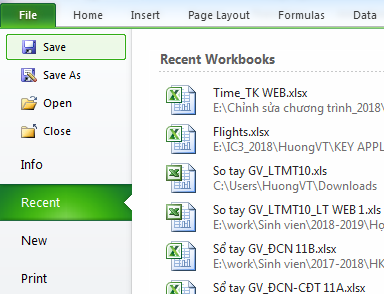 File Home Insert Page Layout Formulas Data
Save
Save As
Open
Close
Info
Recent
New
Print
Recent Workbooks
Time_TK WEB.xlsx
E:\Chỉnh sửa chương trình_2018\
Flights.xlsx
E:\IC3_2018\HuongVT\KEY APPL
So tay GV_LTMT10.xls
C:\Users\HuongVT\Downloads
So tay GV_LTMT10_LT WEB 1.xls
E:\work\Sinh vien\2018-2019\Họ
Sổ tay GV_ĐCN 11B.xlsx
E:\work\Sinh vien\2017-2018\HK
Sổ tay GV_ĐCN-CĐT 11A.xlsx